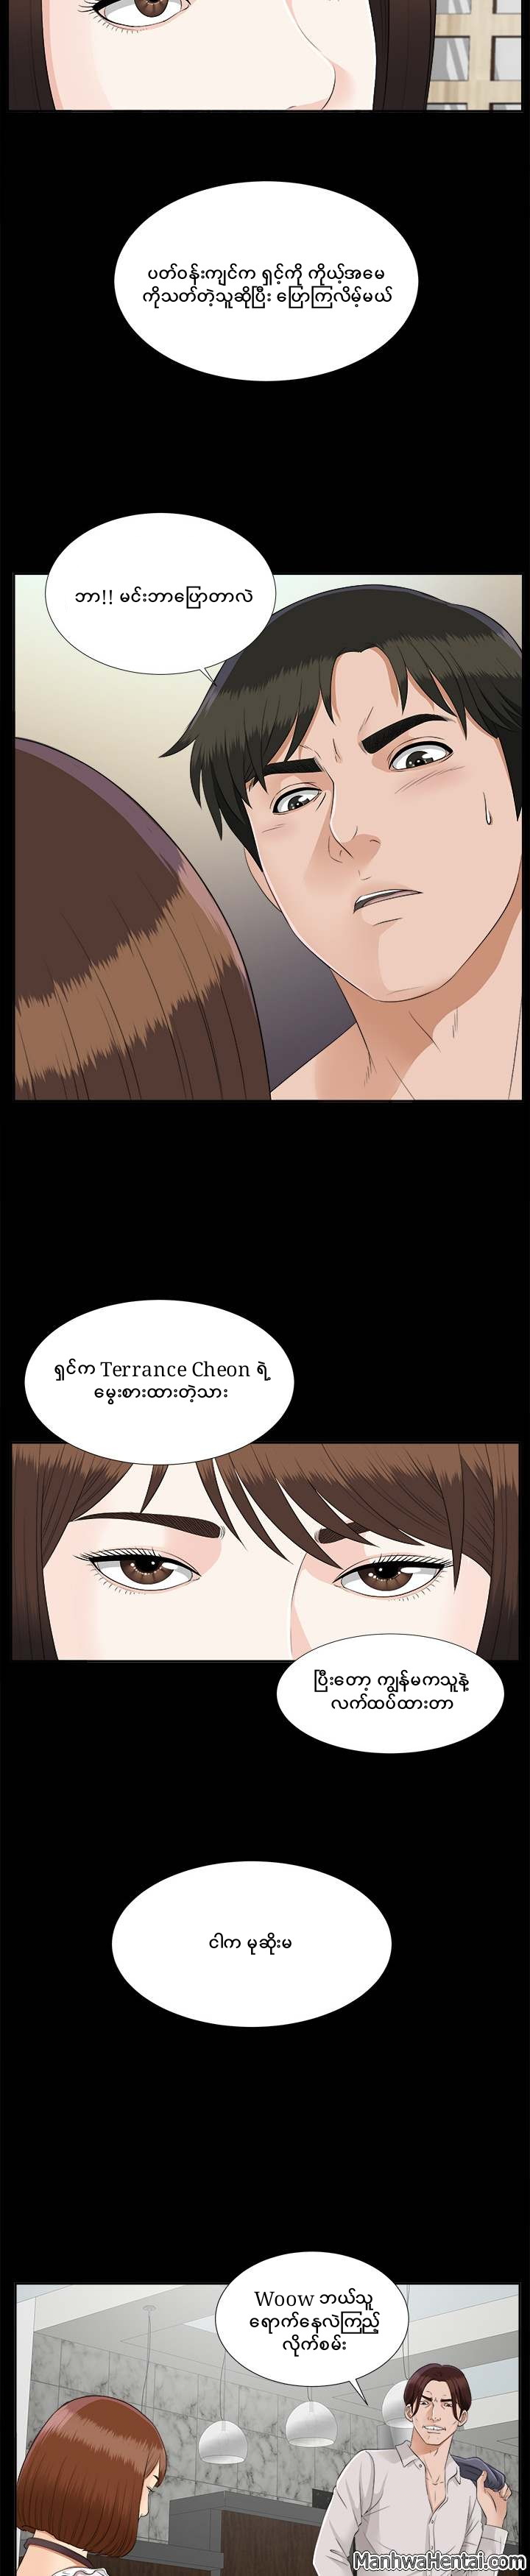 ပတ်ဝန်းကျင်က ရှင့်ကို ကိုယ့်အမေ
ကိုသတ်တဲ့သူဆိုပြီး ပြောကြလိမ့်မယ်
ဘာ!! မင်းဘာပြောတာလဲ
ရှင်က Terrance Cheon ရဲ့
မွေးစားထားတဲ့သား
ပြီးတော့ ကျွန်မကသူနဲ့
လက်ထပ်ထားတာ
ငါက မုဆိုးမ
Woow ဘယ်သူ
ရောက်နေလဲကြည့်
လိုက်စမ်း
ManhwaHentai.com